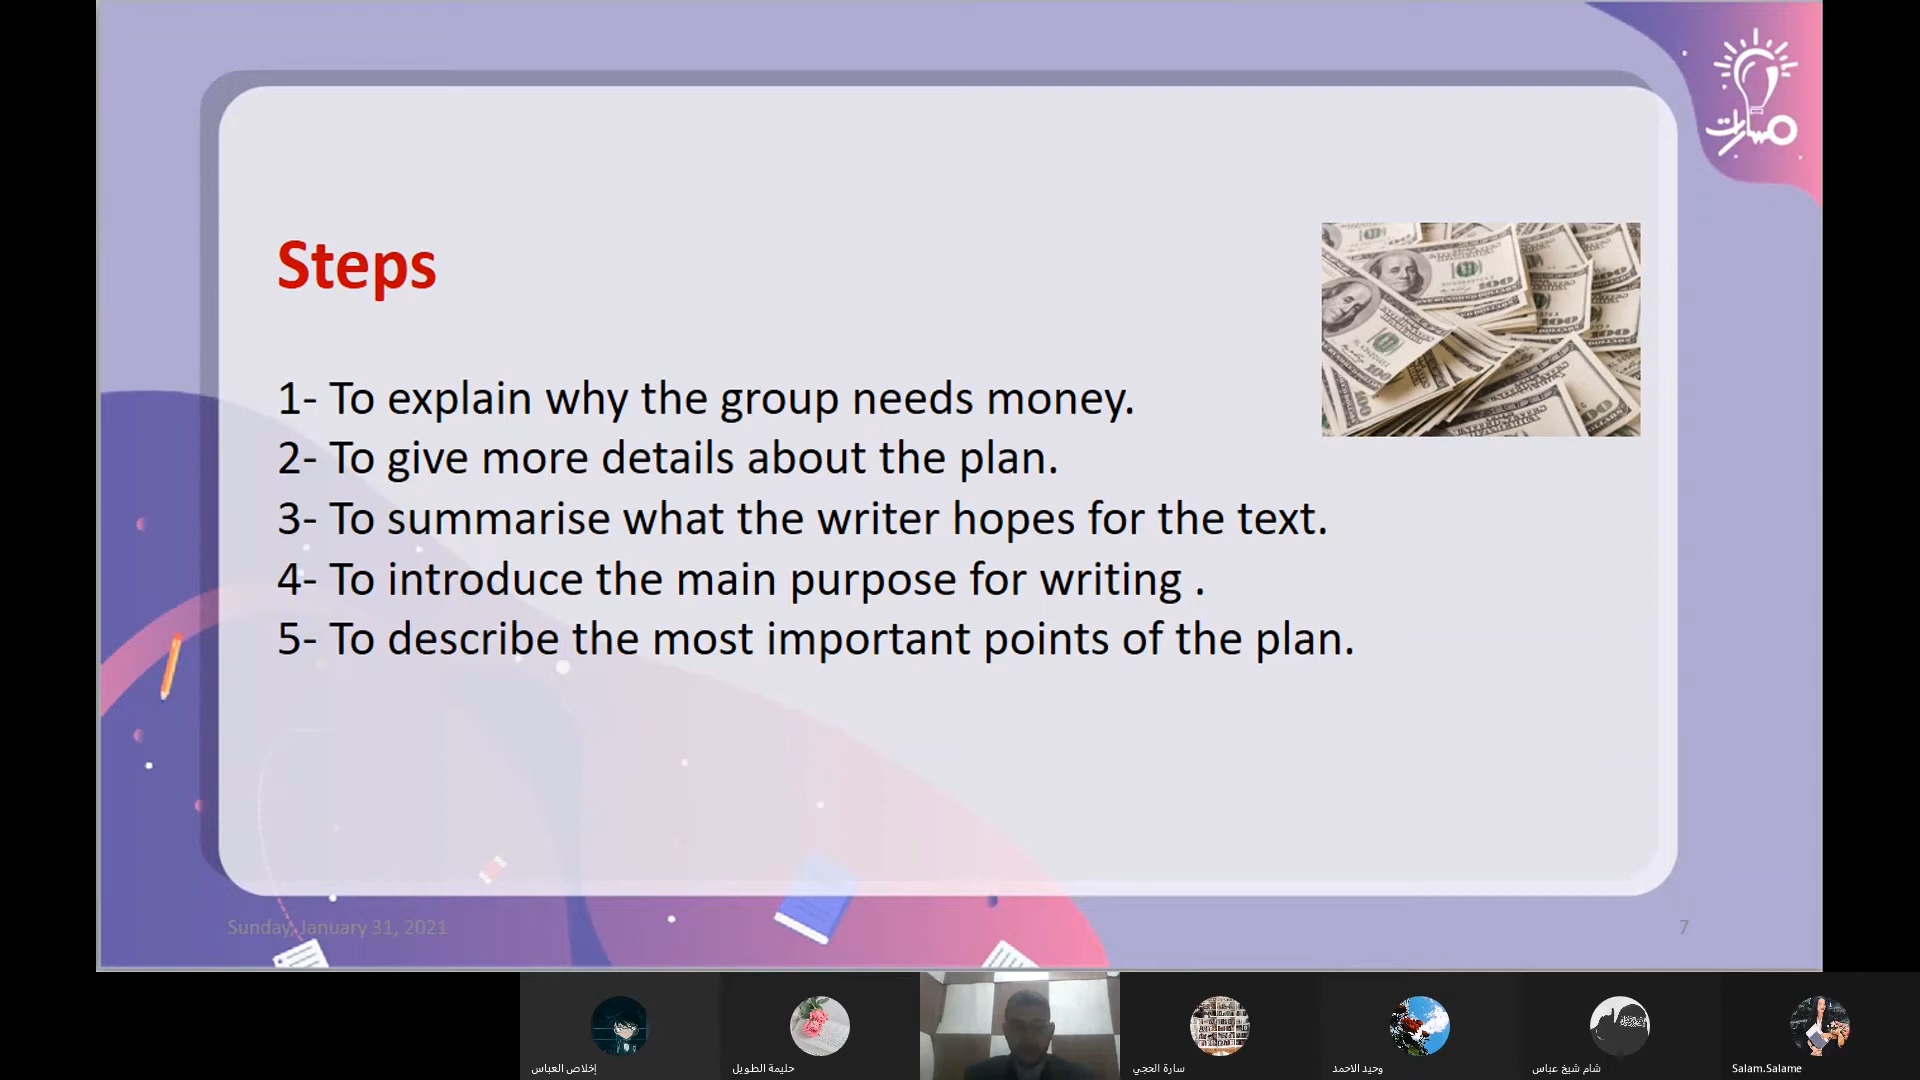 مسارات
Steps
1- To explain why the group needs money.
2- To give more details about the plan.
3- To summarise what the writer hopes for the text.
4- To introduce the main purpose for writing .
5- To describe the most important points of the plan.
Sunday, January 31, 2021
7
إخلاص العباس
حليمة الطويل
سارة الحجي
وحيد الاحمد
شام شيخ عباس
Salam.Salame